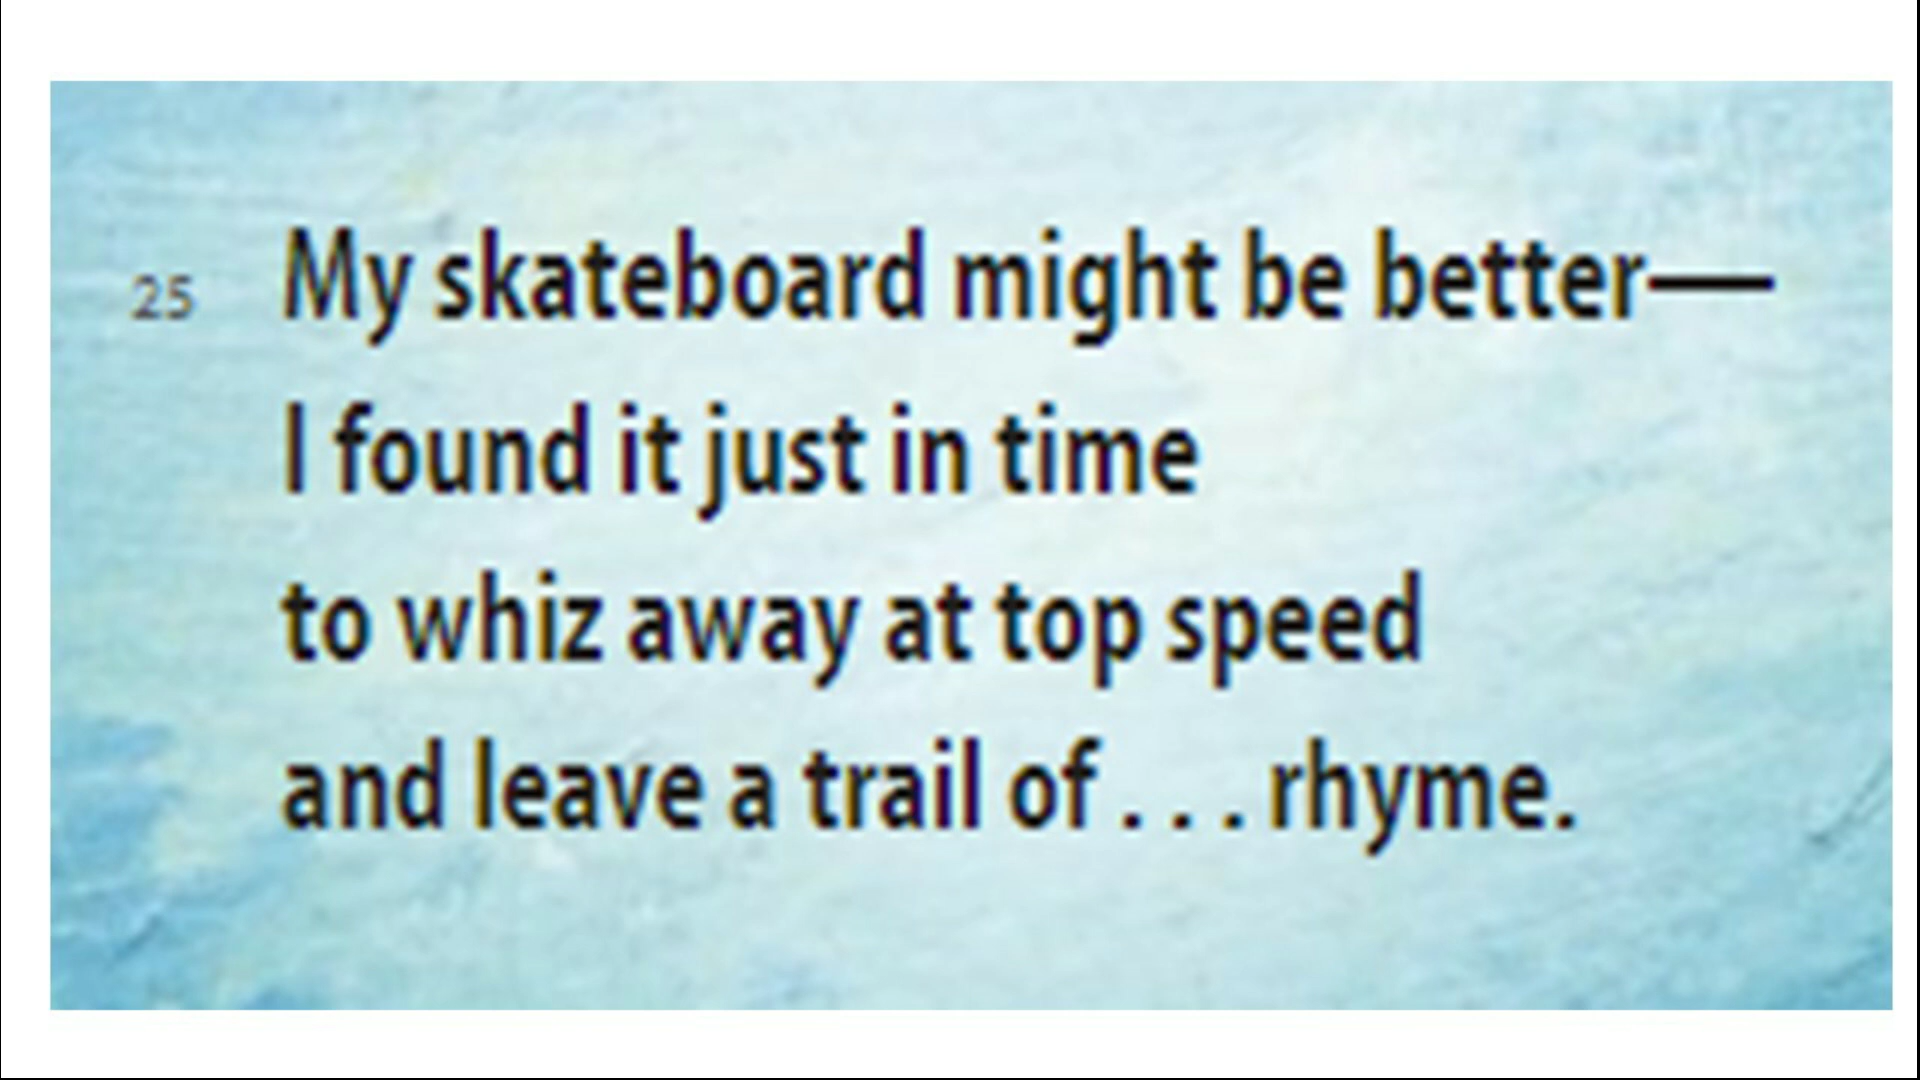 25 My skateboard might be better—
I found it just in time
to whiz away at top speed
and leave a trail of . . . rhyme.